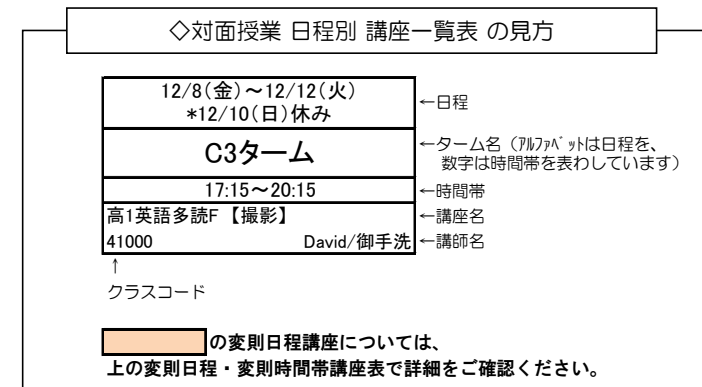 ◇対面授業 日程別 講座一覧表 の見方
12/8(金)～12/12(火)
*12/10(日)休み
←日程
C3ターム
←ターム名（ｱﾙﾌｧﾍﾞｯﾄは日程を、
数字は時間帯を表わしています）
17:15～20:15
←時間帯
高1英語多読F【撮影】
←講座名
41000 David/御手洗
←講師名
↑
クラスコード
の変則日程講座については、
上の変則日程・変則時間帯講座表で詳細をご確認ください。